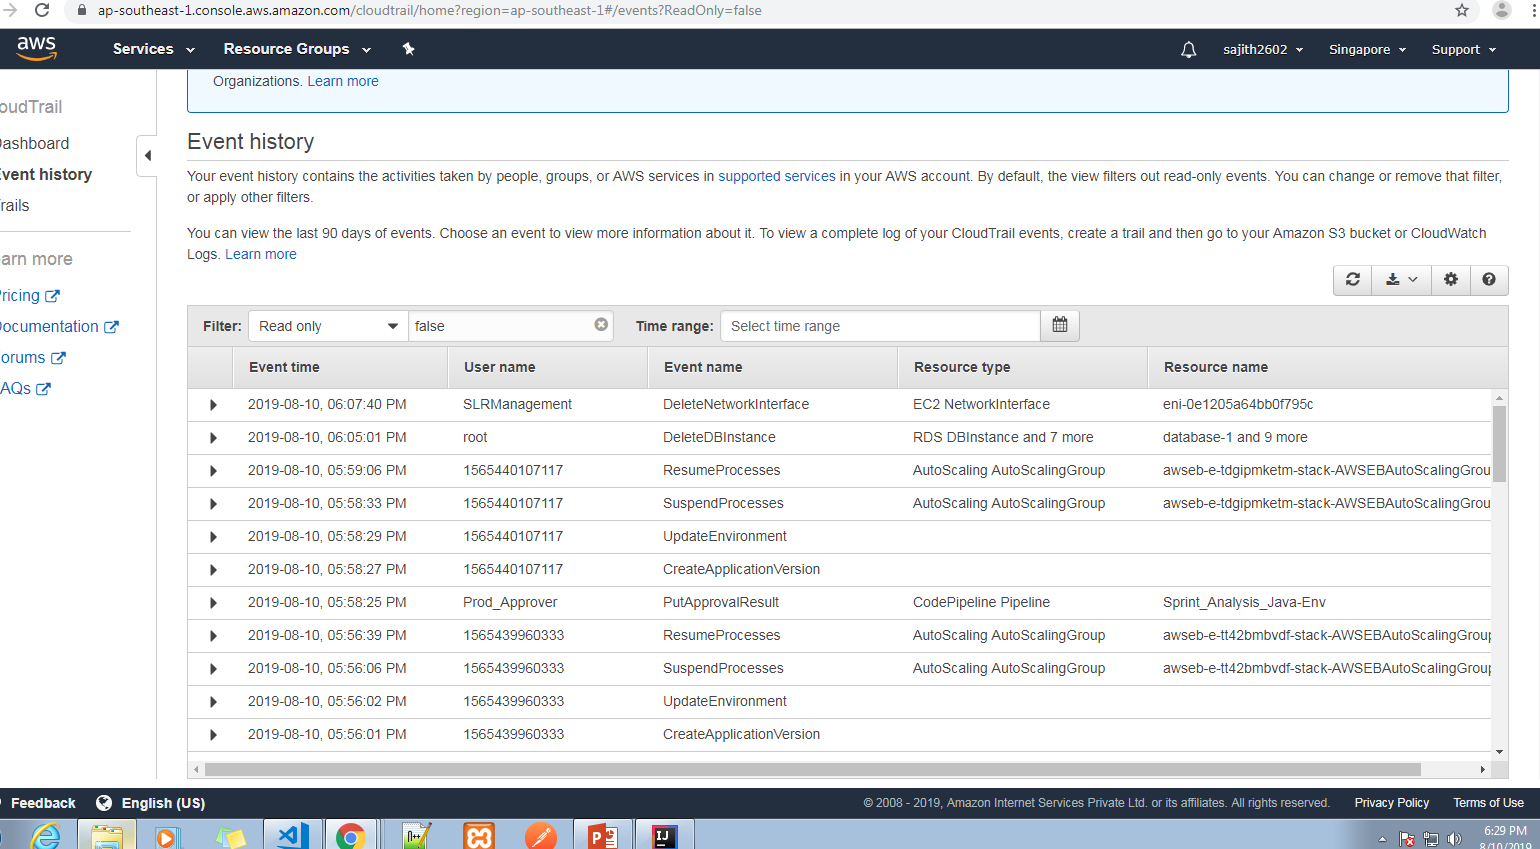 ap-southeast-1.console.aws.amazon.com/cloudtrail/home?region=ap-southeast-1#/events?ReadOnly=false
aws Services Resource Groups sajith2602 Singapore Support
Organizations. Learn more
oudTrail
Dashboard
Event history
rails
earn more
Pricing
Documentation
orums
FAQs
Event history
Your event history contains the activities taken by people, groups, or AWS services in supported services in your AWS account. By default, the view filters out read-only events. You can change or remove that filter,
or apply other filters.
You can view the last 90 days of events. Choose an event to view more information about it. To view a complete log of your CloudTrail events, create a trail and then go to your Amazon S3 bucket or CloudWatch
Logs. Learn more
Filter: Read only false Time range: Select time range
Event time User name Event name Resource type Resource name
2019-08-10, 06:07:40 PM SLRManagement DeleteNetworkInterface EC2 NetworkInterface eni-0e1205a64bb0f795c
2019-08-10, 06:05:01 PM root DeleteDBInstance RDS DBInstance and 7 more database-1 and 9 more
2019-08-10, 05:59:06 PM 1565440107117 ResumeProcesses AutoScaling AutoScalingGroup awseb-e-tdgipmketm-stack-AWSEBAutoScalingGrou
2019-08-10, 05:58:33 PM 1565440107117 SuspendProcesses AutoScaling AutoScalingGroup awseb-e-tdgipmketm-stack-AWSEBAutoScalingGrou
2019-08-10, 05:58:29 PM 1565440107117 UpdateEnvironment
2019-08-10, 05:58:27 PM 1565440107117 CreateApplicationVersion
2019-08-10, 05:58:25 PM Prod_Approver PutApprovalResult CodePipeline Pipeline Sprint_Analysis_Java-Env
2019-08-10, 05:56:39 PM 1565439960333 ResumeProcesses AutoScaling AutoScalingGroup awseb-e-tt42bmbvdf-stack-AWSEBAutoScalingGroup
2019-08-10, 05:56:06 PM 1565439960333 SuspendProcesses AutoScaling AutoScalingGroup awseb-e-tt42bmbvdf-stack-AWSEBAutoScalingGroup
2019-08-10, 05:56:02 PM 1565439960333 UpdateEnvironment
2019-08-10, 05:56:01 PM 1565439960333 CreateApplicationVersion
Feedback English (US) © 2008 - 2019, Amazon Internet Services Private Ltd. or its affiliates. All rights reserved. Privacy Policy Terms of Use
6:29 PM
8/10/2019